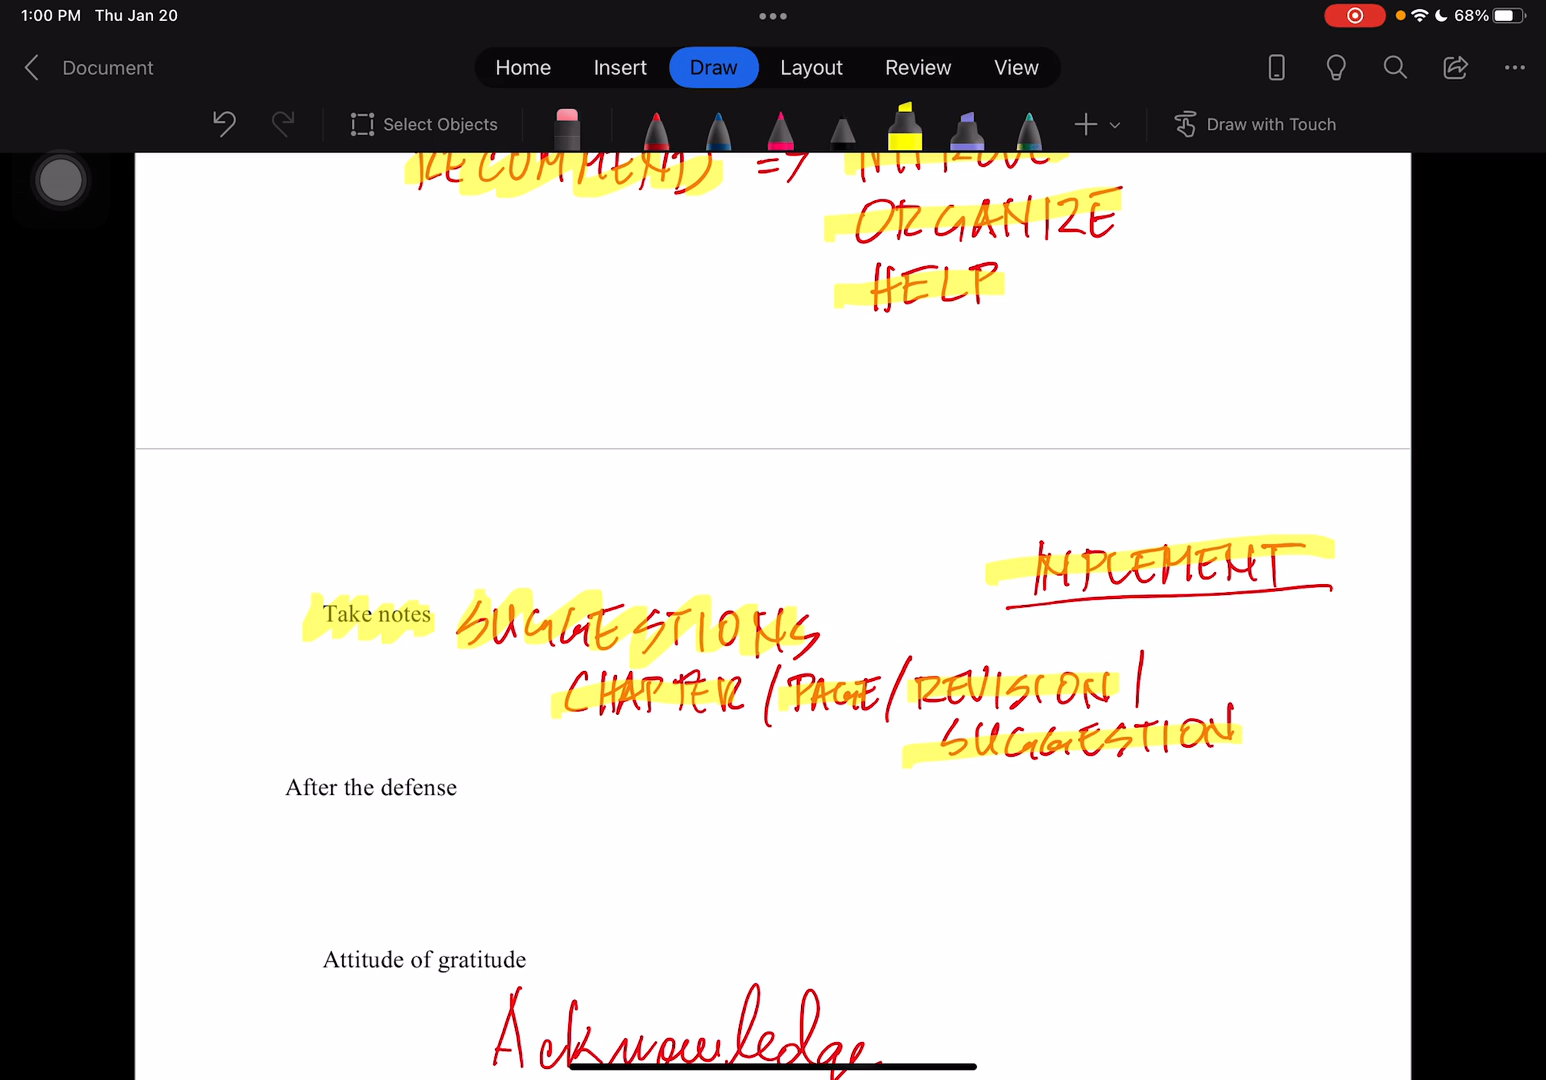 1:00 PM Thu Jan 20
68%
Document
Home Insert Draw Layout Review View
Select Objects
Draw with Touch
RECOMMEND =>
ORGANIZE
HELP
IMPLEMENT
Take notes SUGGESTIONS
CHAPTER / PAGE / REVISION /
SUGGESTION
After the defense
Attitude of gratitude
Acknowledge